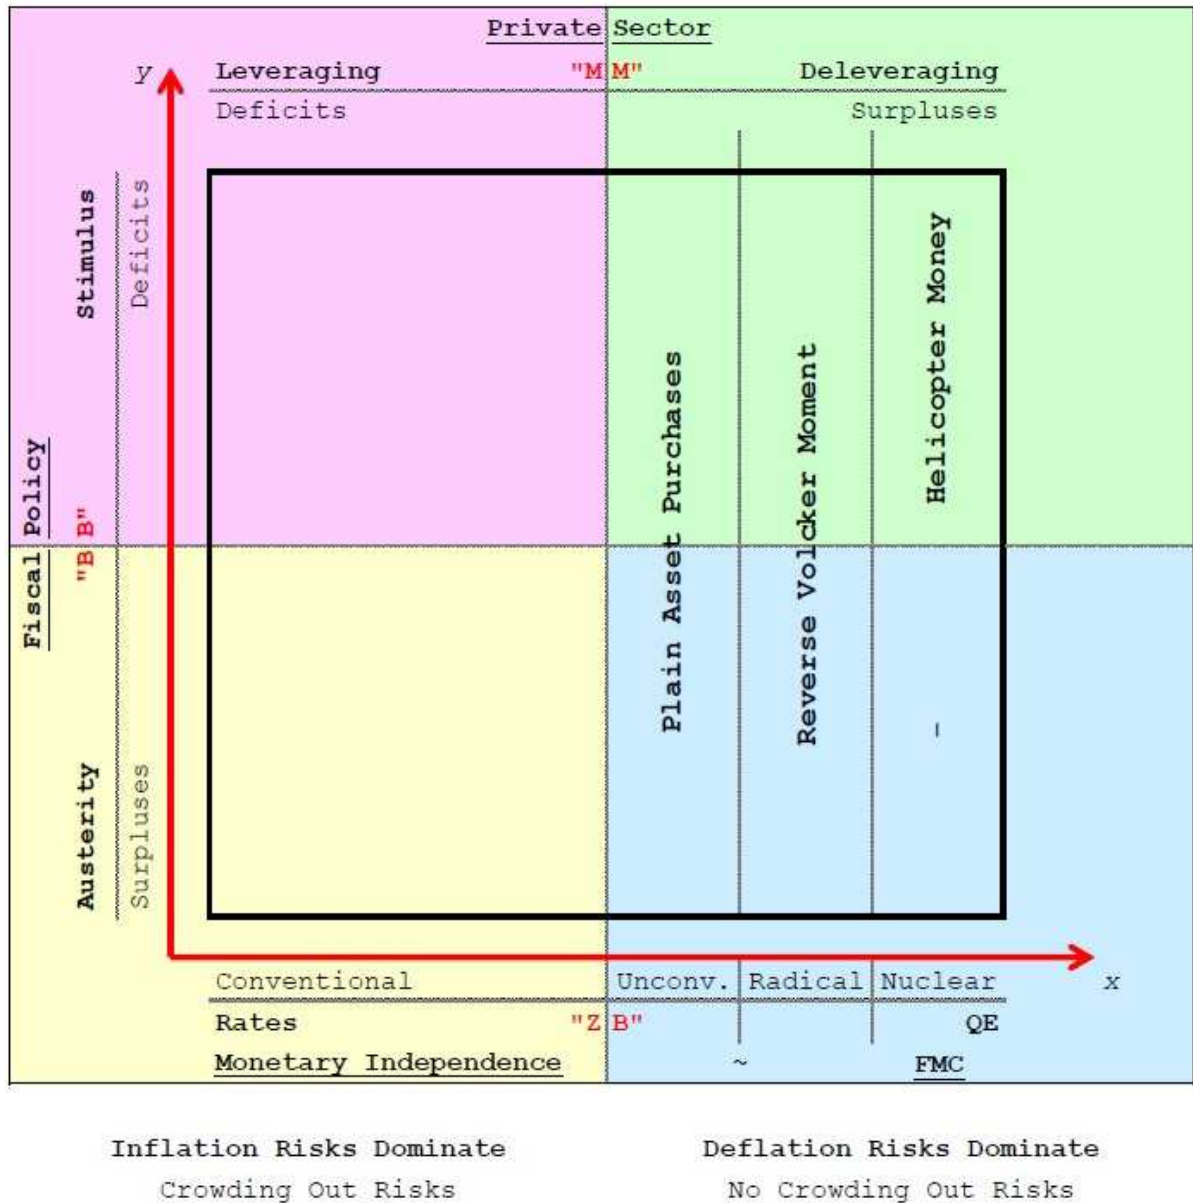 Private Sector
y Leveraging "M M" Deleveraging
Deficits Surpluses
Stimulus
Deficits
Fiscal Policy
"B B"
Austerity
Surpluses
Plain Asset Purchases
Reverse Volcker Moment
Helicopter Money
-
Conventional Unconv. Radical Nuclear x
Rates "Z B" QE
Monetary Independence ~ FMC
Inflation Risks Dominate Deflation Risks Dominate
Crowding Out Risks No Crowding Out Risks